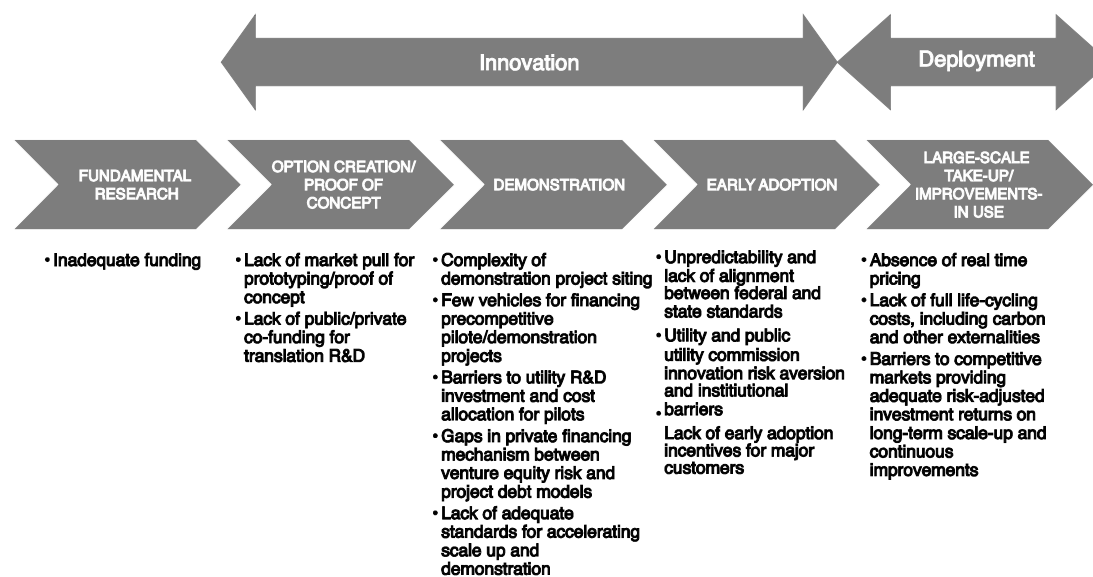 Innovation
Deployment
FUNDAMENTAL
RESEARCH
OPTION CREATION/
PROOF OF
CONCEPT
DEMONSTRATION
EARLY ADOPTION
LARGE-SCALE
TAKE-UP/
IMPROVEMENTS-
IN USE
• Inadequate funding
• Lack of market pull for
prototyping/proof of
concept
• Lack of public/private
co-funding for
translation R&D
• Complexity of
demonstration project siting
• Few vehicles for financing
precompetitive
pilote/demonstration
projects
• Barriers to utility R&D
investment and cost
allocation for pilots
• Gaps in private financing
mechanism between
venture equity risk and
project debt models
• Lack of adequate
standards for accelerating
scale up and
demonstration
• Unpredictability and
lack of alignment
between federal and
state standards
• Utility and public
utility commission
innovation risk aversion
and institiutional
• barriers
Lack of early adoption
incentives for major
customers
• Absence of real time
pricing
• Lack of full life-cycling
costs, including carbon
and other externalities
• Barriers to competitive
markets providing
adequate risk-adjusted
investment returns on
long-term scale-up and
continuous
improvements